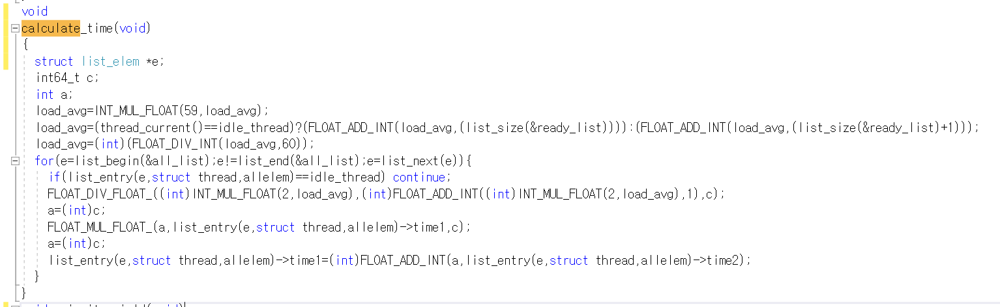 void
calculate_time(void)
{
struct list_elem *e;
int64_t c;
int a;
load_avg=INT_MUL_FLOAT(59,load_avg);
load_avg=(thread_current()==idle_thread)?(FLOAT_ADD_INT(load_avg,(list_size(&ready_list)))):(FLOAT_ADD_INT(load_avg,(list_size(&ready_list)+1)));
load_avg=(int)(FLOAT_DIV_INT(load_avg,60));
for(e=list_begin(&all_list);e!=list_end(&all_list);e=list_next(e)){
if(list_entry(e,struct thread,allelem)==idle_thread) continue;
FLOAT_DIV_FLOAT_((int)INT_MUL_FLOAT(2,load_avg),(int)FLOAT_ADD_INT((int)INT_MUL_FLOAT(2,load_avg),1),c);
a=(int)c;
FLOAT_MUL_FLOAT_(a,list_entry(e,struct thread,allelem)->time1,c);
a=(int)c;
list_entry(e,struct thread,allelem)->time1=(int)FLOAT_ADD_INT(a,list_entry(e,struct thread,allelem)->time2);
}
}